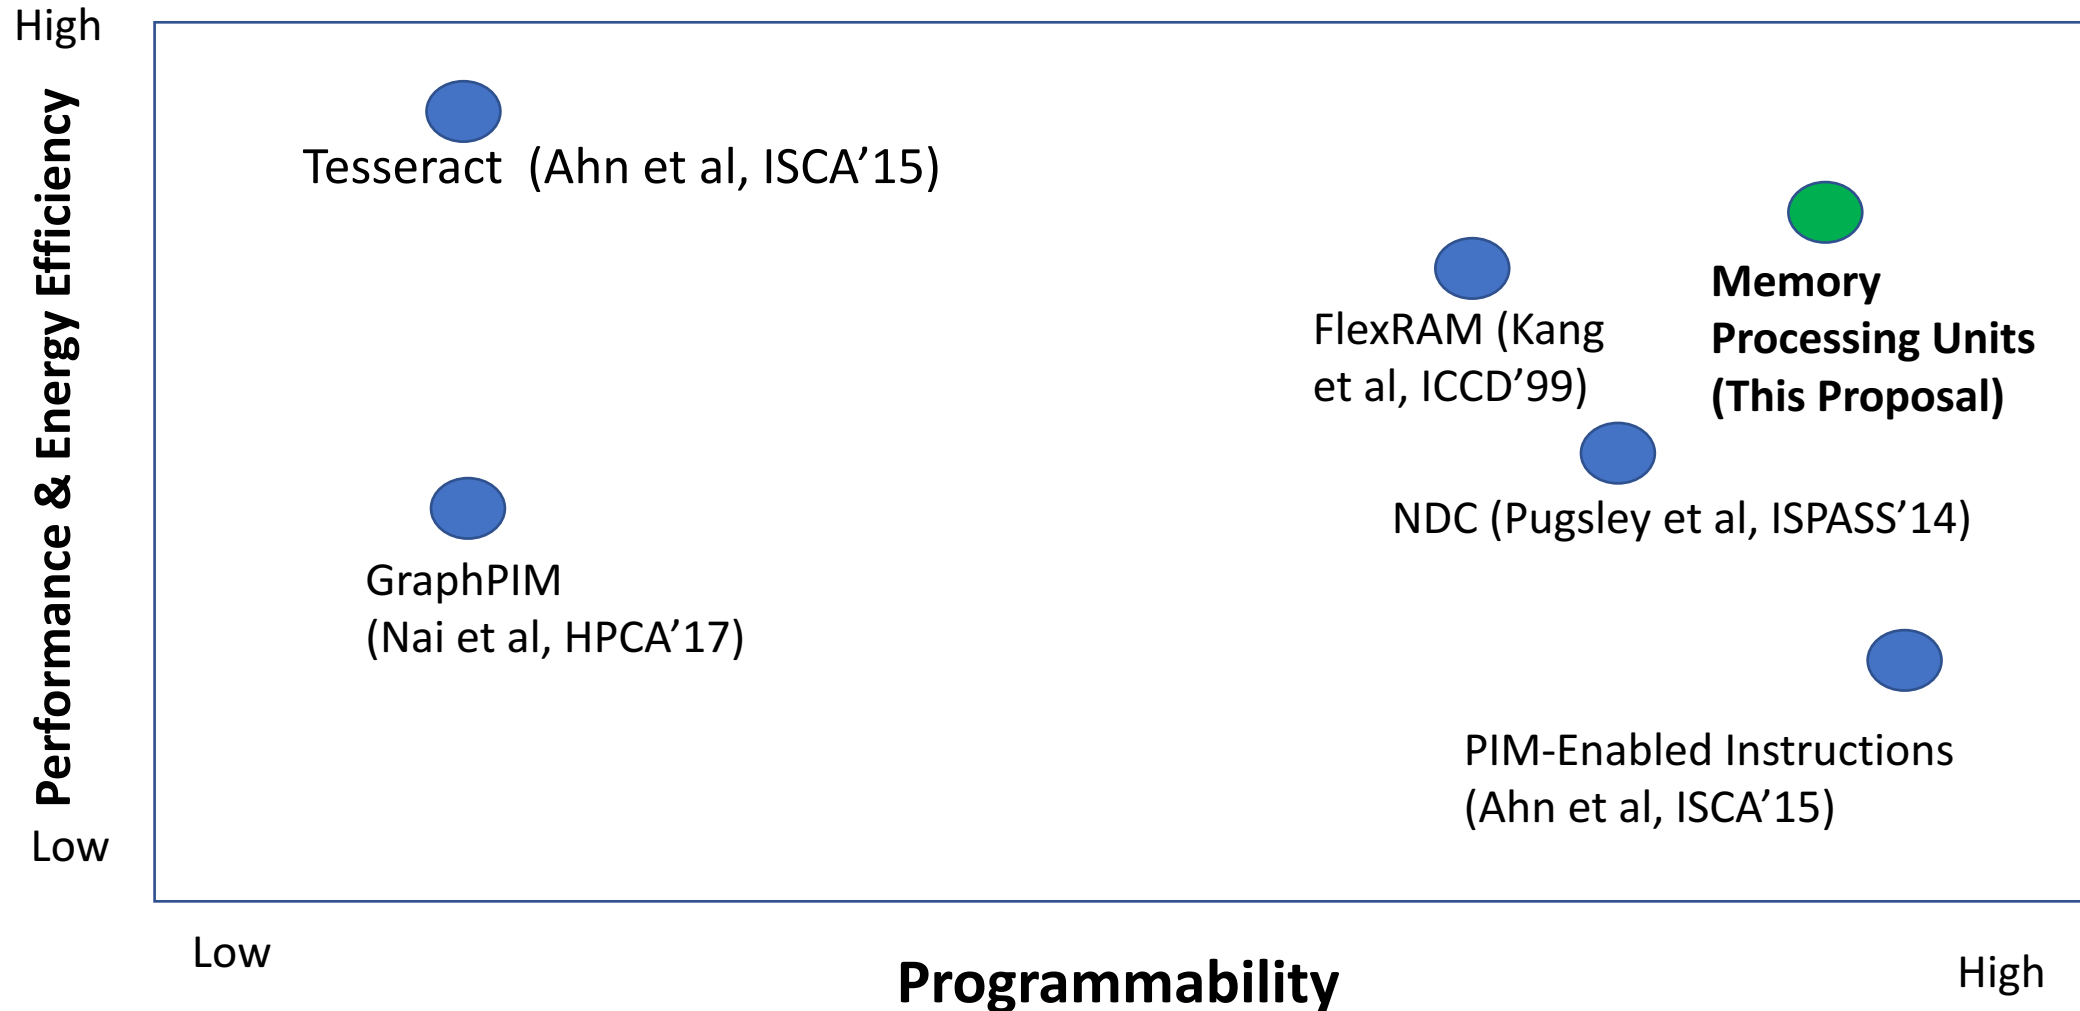 High
Performance & Energy Efficiency
Low
Tesseract (Ahn et al, ISCA’15)
FlexRAM (Kang
et al, ICCD’99)
Memory
Processing Units
(This Proposal)
NDC (Pugsley et al, ISPASS’14)
GraphPIM
(Nai et al, HPCA’17)
PIM-Enabled Instructions
(Ahn et al, ISCA’15)
Low
Programmability
High